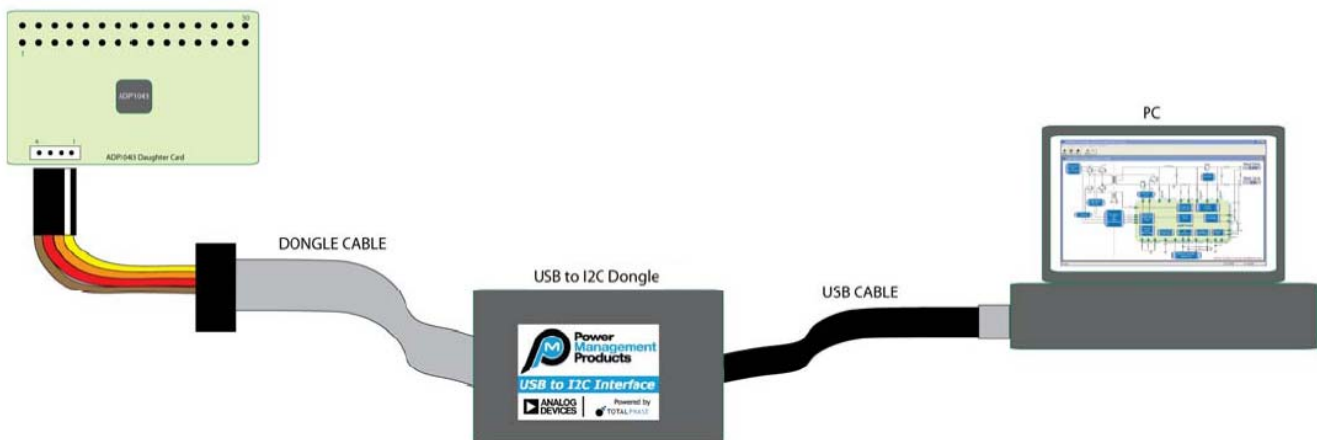 30
1
ADP1043
4
1
ADP1043 Daughter Card
DONGLE CABLE
USB to I2C Dongle
USB CABLE
PC
Power
Management
Products
USB to I2C Interface
ANALOG
DEVICES
Powered by
TOTAL PHASE